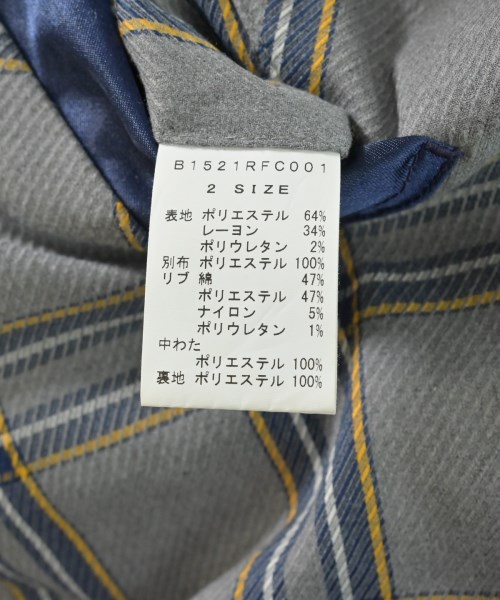 B1521RFC001
2 SIZE
表地 ポリエステル 64%
レーヨン 34%
ポリウレタン 2%
別布 ポリエステル 100%
リブ 綿 47%
ポリエステル 47%
ナイロン 5%
ポリウレタン 1%
中わた
ポリエステル 100%
裏地 ポリエステル 100%